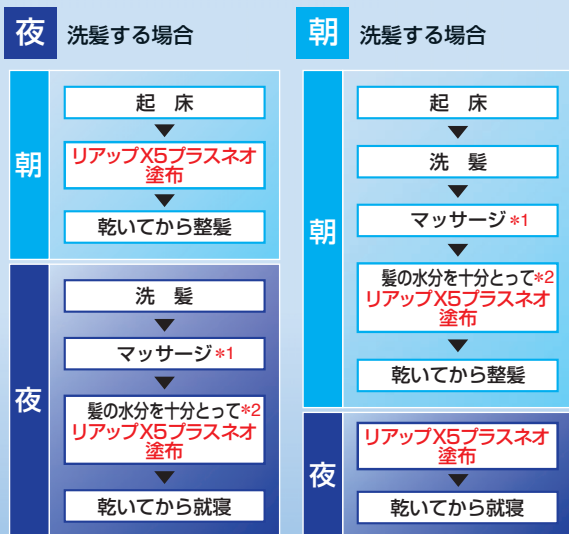 夜 洗髪する場合
朝
起 床
リアップX5プラスネオ
塗布
乾いてから整髪
夜
洗 髪
マッサージ*1
髪の水分を十分とって*2
リアップX5プラスネオ
塗布
乾いてから就寝
朝 洗髪する場合
朝
起 床
洗 髪
マッサージ*1
髪の水分を十分とって*2
リアップX5プラスネオ
塗布
乾いてから整髪
夜
リアップX5プラスネオ
塗布
乾いてから就寝